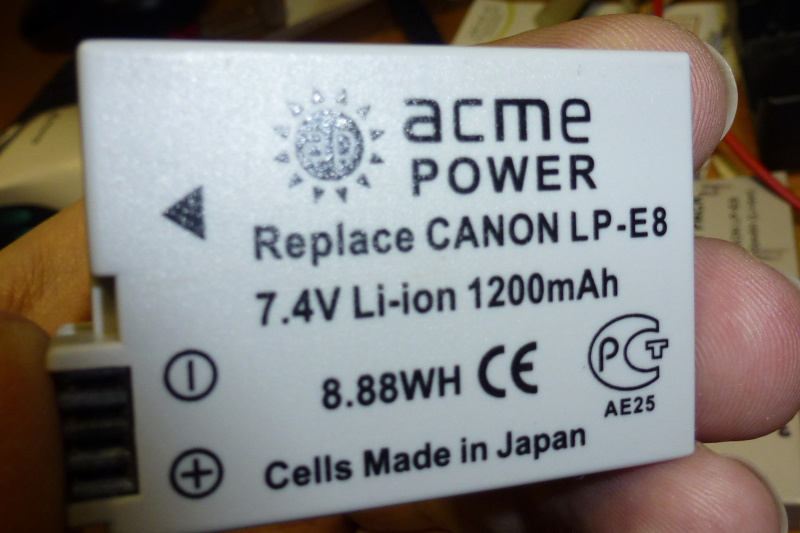 acme
POWER
Replace CANON LP-E8
7.4V Li-ion 1200mAh
8.88WH CE
PCT
AE25
Cells Made in Japan